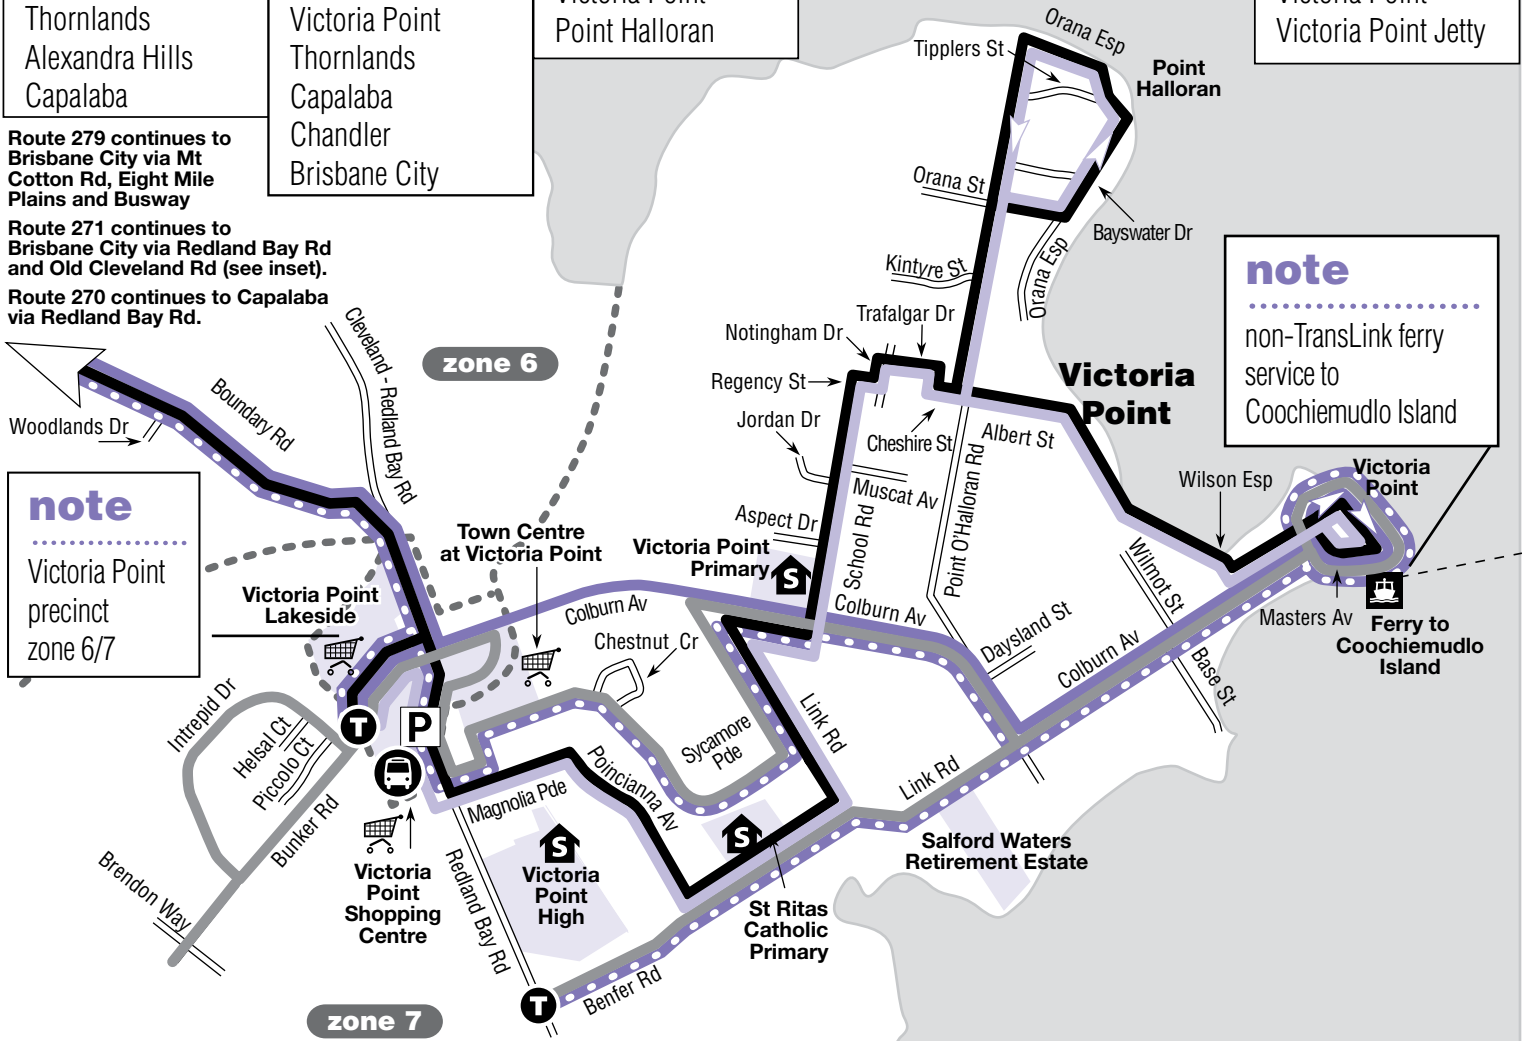 Thornlands
Alexandra Hills
Capalaba
Victoria Point
Thornlands
Capalaba
Chandler
Brisbane City
Victoria Point
Point Halloran
Victoria Point
Victoria Point Jetty
Route 279 continues to
Brisbane City via Mt
Cotton Rd, Eight Mile
Plains and Busway
Route 271 continues to
Brisbane City via Redland Bay Rd
and Old Cleveland Rd (see inset).
Route 270 continues to Capalaba
via Redland Bay Rd.
Orana Esp
Tipplers St
Point
Halloran
Orana St
Bayswater Dr
Orana Esp
Kintyre St
Trafalgar Dr
Notingham Dr
Regency St
Jordan Dr
Cheshire St
Albert St
Victoria
Point
note
non-TransLink ferry
service to
Coochiemudlo Island
Cleveland - Redland Bay Rd
zone 6
Boundary Rd
Woodlands Dr
note
Victoria Point
precinct
zone 6/7
Muscat Av
Aspect Dr
School Rd
Point O'Halloran Rd
Wilson Esp
Victoria
Point
Town Centre
at Victoria Point
Victoria Point
Primary
S
Victoria Point
Lakeside
Colburn Av
Colburn Av
Wilmot St
Masters Av
Ferry to
Coochiemudlo
Island
Chestnut Cr
Daysland St
Colburn Av
Base St
Intrepid Dr
Helsal Ct
Piccolo Ct
Bunker Rd
Brendon Way
T
P
Sycamore
Pde
Link Rd
Poincianna Av
Magnolia Pde
Link Rd
S
S
Salford Waters
Retirement Estate
Victoria
Point
Shopping
Centre
Redland Bay Rd
Victoria
Point
High
St Ritas
Catholic
Primary
Benfer Rd
T
zone 7